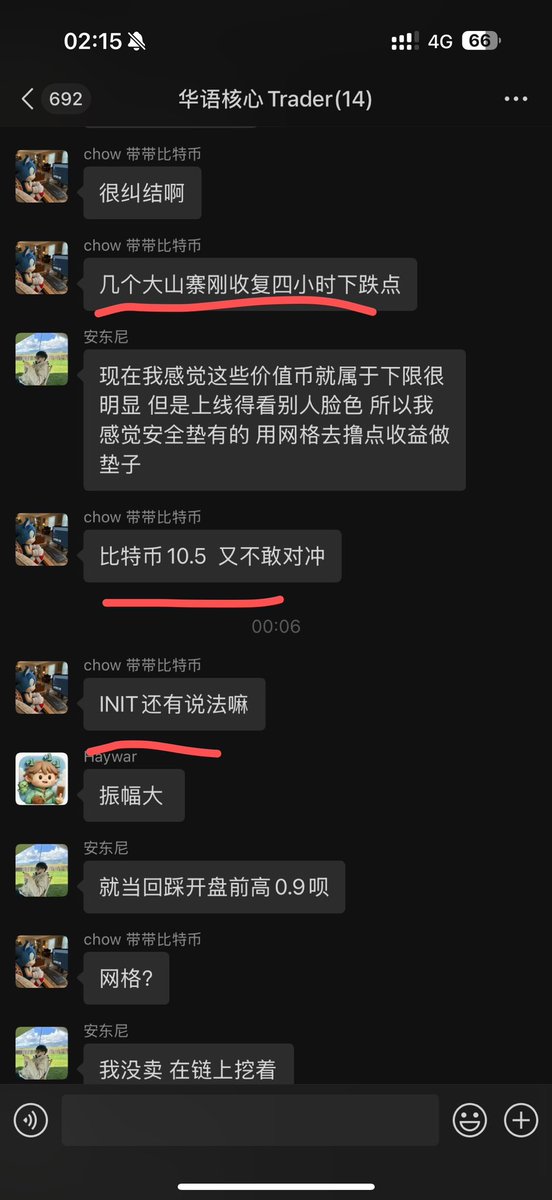 02:15
4G
66
692
华语核心Trader(14)
chow 带带比特币
很纠结啊
chow 带带比特币
几个大山寨刚收复四小时下跌点
安东尼
现在我感觉这些价值币就属于下限很
明显 但是上线得看别人脸色 所以我
感觉安全垫有的 用网格去撸点收益做
垫子
chow 带带比特币
比特币10.5 又不敢对冲
00:06
chow 带带比特币
INIT还有说法嘛
Haywar
振幅大
安东尼
就当回踩开盘前高0.9呗
chow 带带比特币
网格?
安东尼
我没卖 在链上挖着